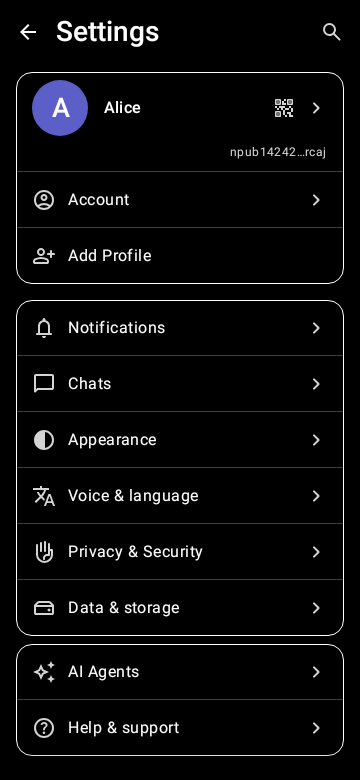 Settings
A
Alice
npub14242…rcaj
Account
Add Profile
Notifications
Chats
Appearance
Voice & language
Privacy & Security
Data & storage
AI Agents
Help & support